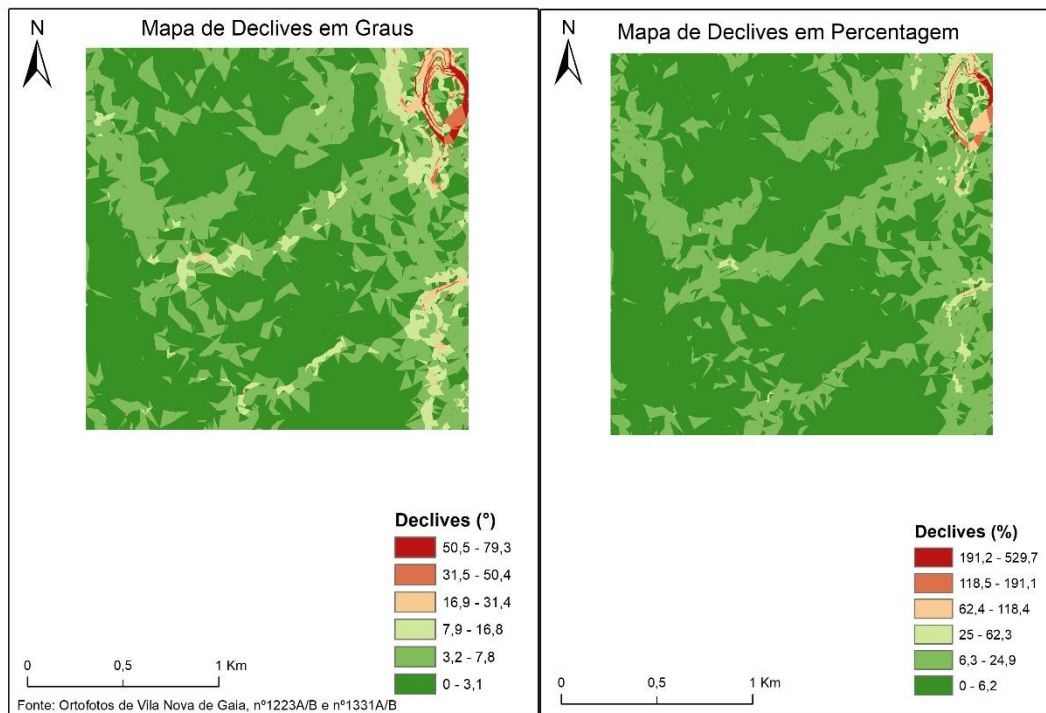 N
Mapa de Declives em Graus
Declives (°)
50,5 - 79,3
31,5 - 50,4
16,9 - 31,4
7,9 - 16,8
3,2 - 7,8
0 - 3,1
0 0,5 1 Km
Fonte: Ortofotos de Vila Nova de Gaia, nº1223A/B e nº1331A/B
N
Mapa de Declives em Percentagem
Declives (%)
191,2 - 529,7
118,5 - 191,1
62,4 - 118,4
25 - 62,3
6,3 - 24,9
0 - 6,2
0 0,5 1 Km